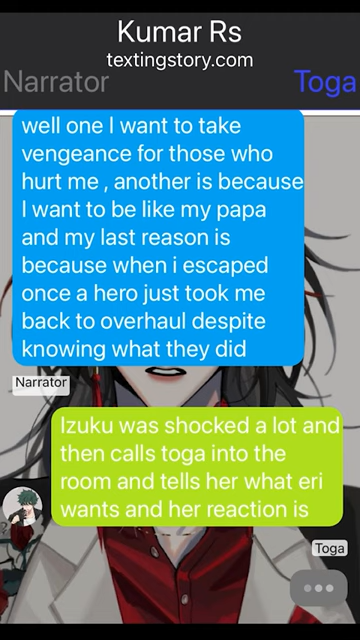 Kumar Rs
textingstory.com
Narrator Toga
well one I want to take
vengeance for those who
hurt me , another is because
I want to be like my papa
and my last reason is
because when i escaped
once a hero just took me
back to overhaul despite
knowing what they did
Narrator
Izuku was shocked a lot and
then calls toga into the
room and tells her what eri
wants and her reaction is
Toga